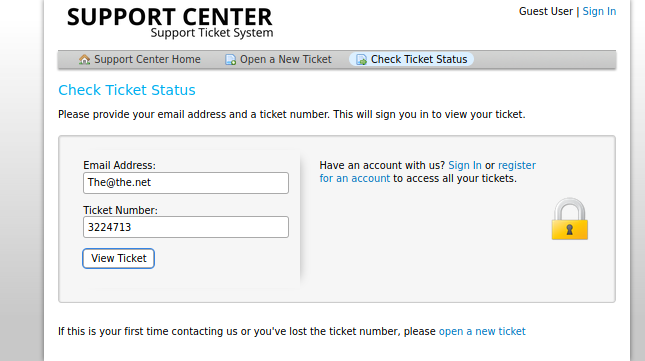 SUPPORT CENTER
Support Ticket System
Guest User | Sign In
Support Center Home Open a New Ticket Check Ticket Status
Check Ticket Status
Please provide your email address and a ticket number. This will sign you in to view your ticket.
Email Address:
The@the.net
Ticket Number:
3224713
View Ticket
Have an account with us? Sign In or register
for an account to access all your tickets.
If this is your first time contacting us or you've lost the ticket number, please open a new ticket